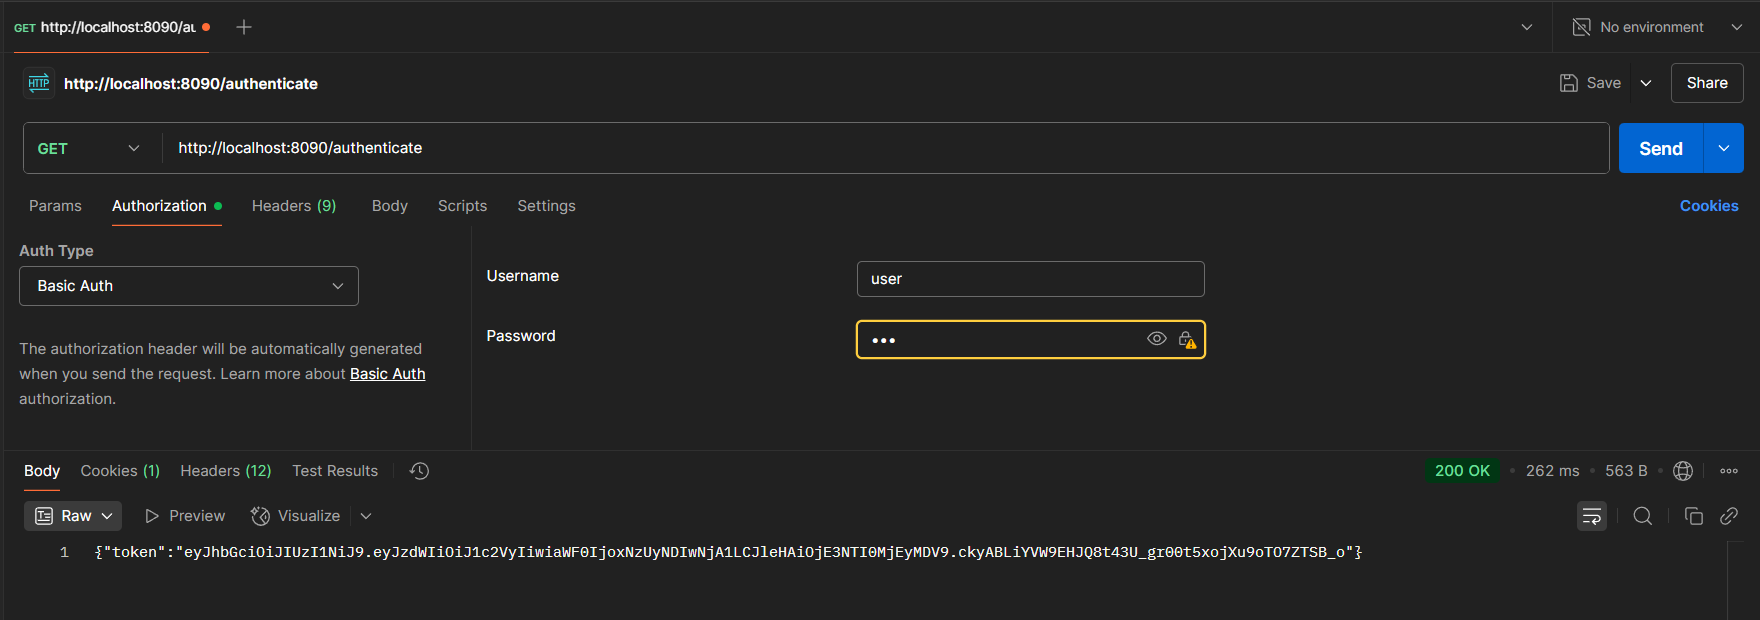 GET http://localhost:8090/au
No environment
HTTP http://localhost:8090/authenticate
Save
Share
GET
http://localhost:8090/authenticate
Send
Params
Authorization
Headers (9)
Body
Scripts
Settings
Cookies
Auth Type
Basic Auth
The authorization header will be automatically generated
when you send the request. Learn more about Basic Auth
authorization.
Username
user
Password
•••
Body
Cookies (1)
Headers (12)
Test Results
200 OK
262 ms
563 B
Raw
Preview
Visualize
1 {"token":"eyJhbGciOiJIUzI1NiJ9.eyJzdWIiOiJ1c2VyIiwiaWF0IjoxNzUyNDIwNjA1LCJleHAiOjE3NTI0MjEyMDV9.ckyABLiYVW9EHJQ8t43U_gr00t5xojXu9oTO7ZTSB_o"}